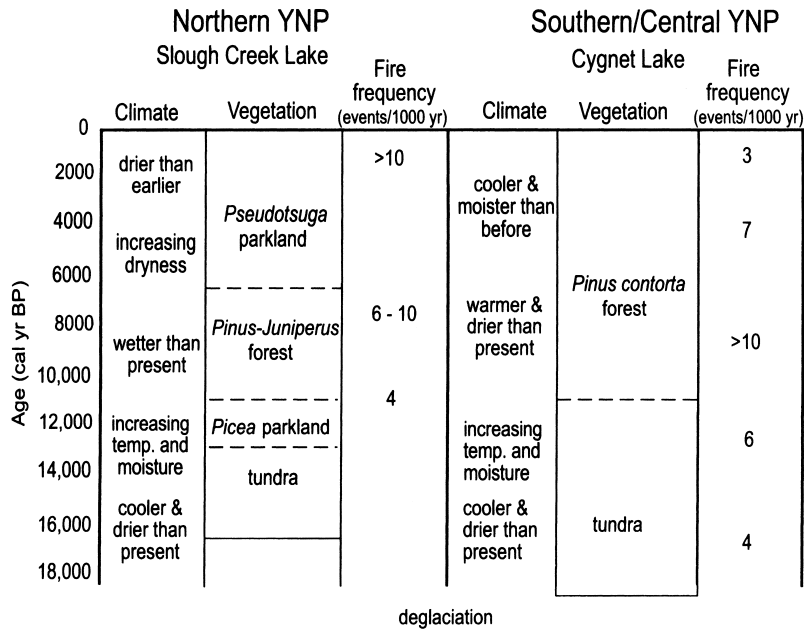 Northern YNP
Slough Creek Lake
Climate
Vegetation
Fire
frequency
(events/1000 yr)
Southern/Central YNP
Cygnet Lake
Climate
Vegetation
Fire
frequency
(events/1000 yr)
Age (cal yr BP)
0
2000
4000
6000
8000
10,000
12,000
14,000
16,000
18,000
drier than
earlier
increasing
dryness
wetter than
present
increasing
temp. and
moisture
cooler &
drier than
present
Pseudotsuga
parkland
Pinus-Juniperus
forest
Picea parkland
tundra
>10
6 - 10
4
cooler &
moister than
before
warmer &
drier than
present
increasing
temp. and
moisture
cooler &
drier than
present
Pinus contorta
forest
tundra
3
7
>10
6
4
deglaciation